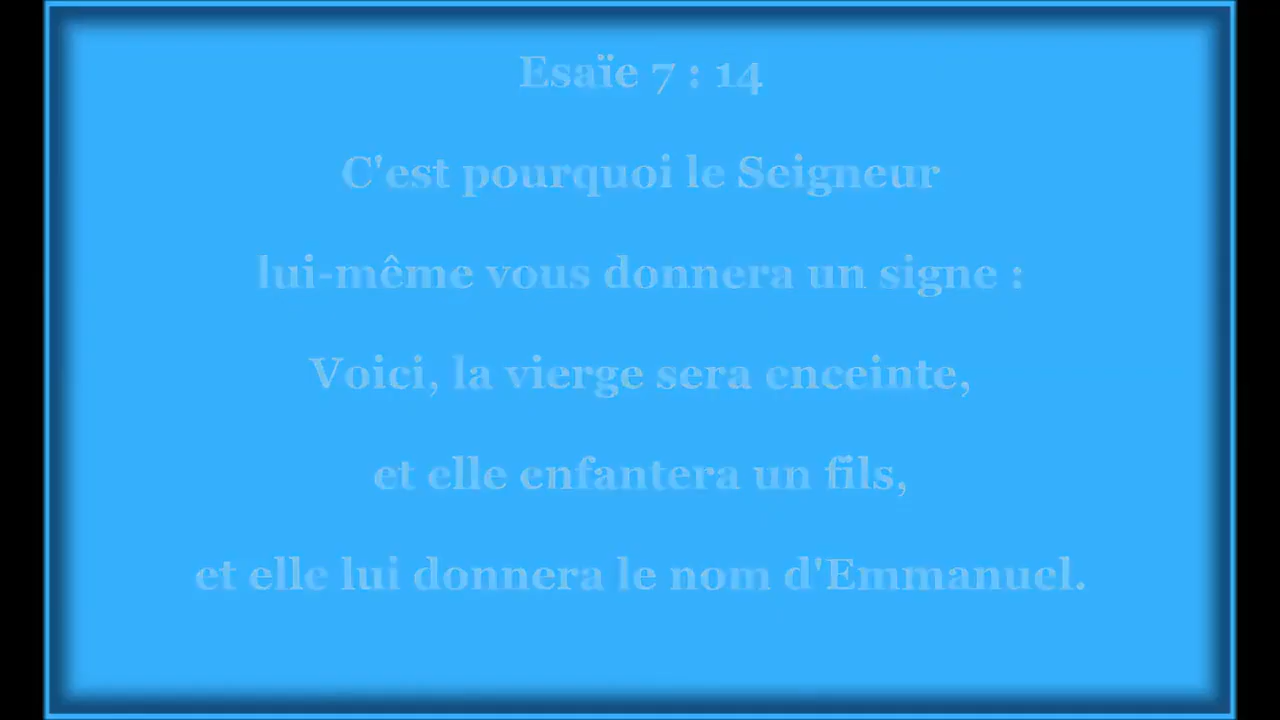 Esaïe 7 : 14
C'est pourquoi le Seigneur
lui-même vous donnera un signe :
Voici, la vierge sera enceinte,
et elle enfantera un fils,
et elle lui donnera le nom d'Emmanuel.